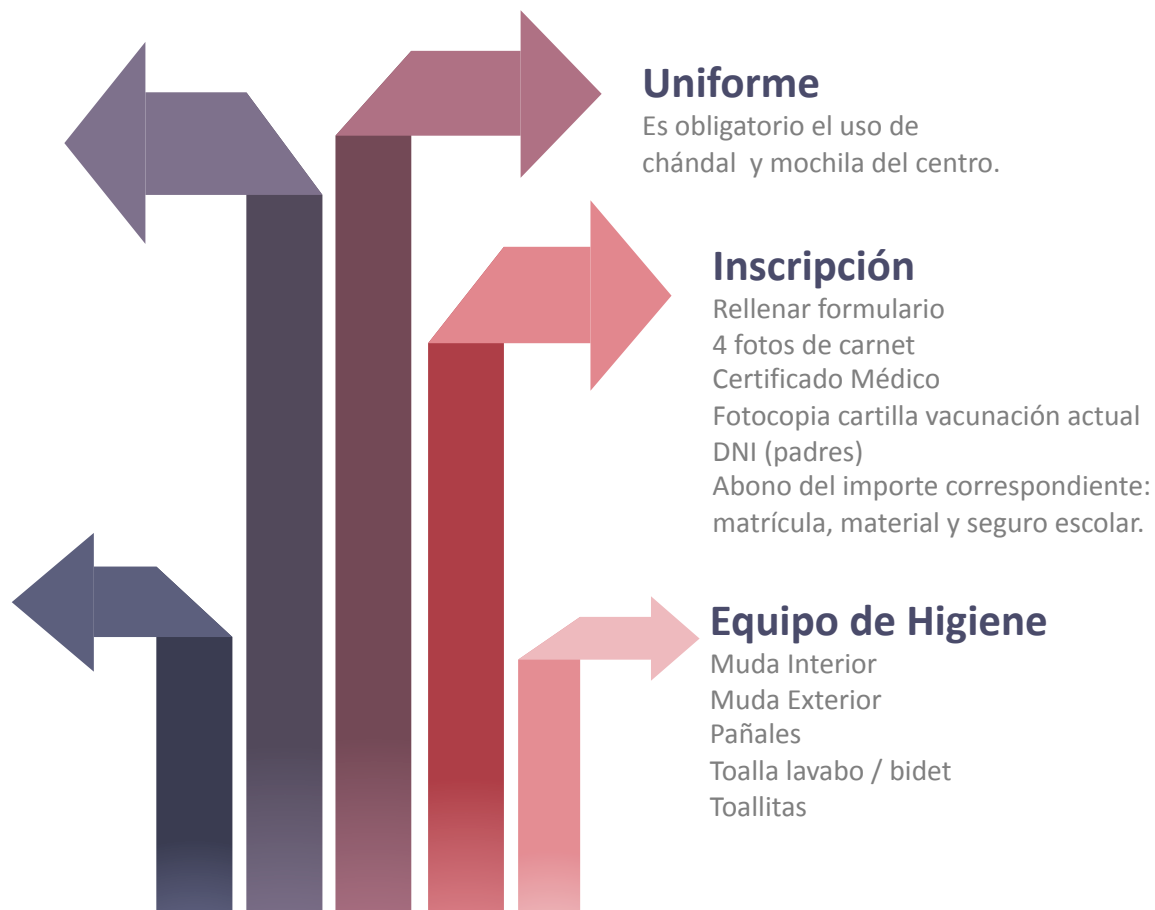 Uniforme
Es obligatorio el uso de
chándal y mochila del centro.
Inscripción
Rellenar formulario
4 fotos de carnet
Certificado Médico
Fotocopia cartilla vacunación actual
DNI (padres)
Abono del importe correspondiente:
matrícula, material y seguro escolar.
Equipo de Higiene
Muda Interior
Muda Exterior
Pañales
Toalla lavabo / bidet
Toallitas